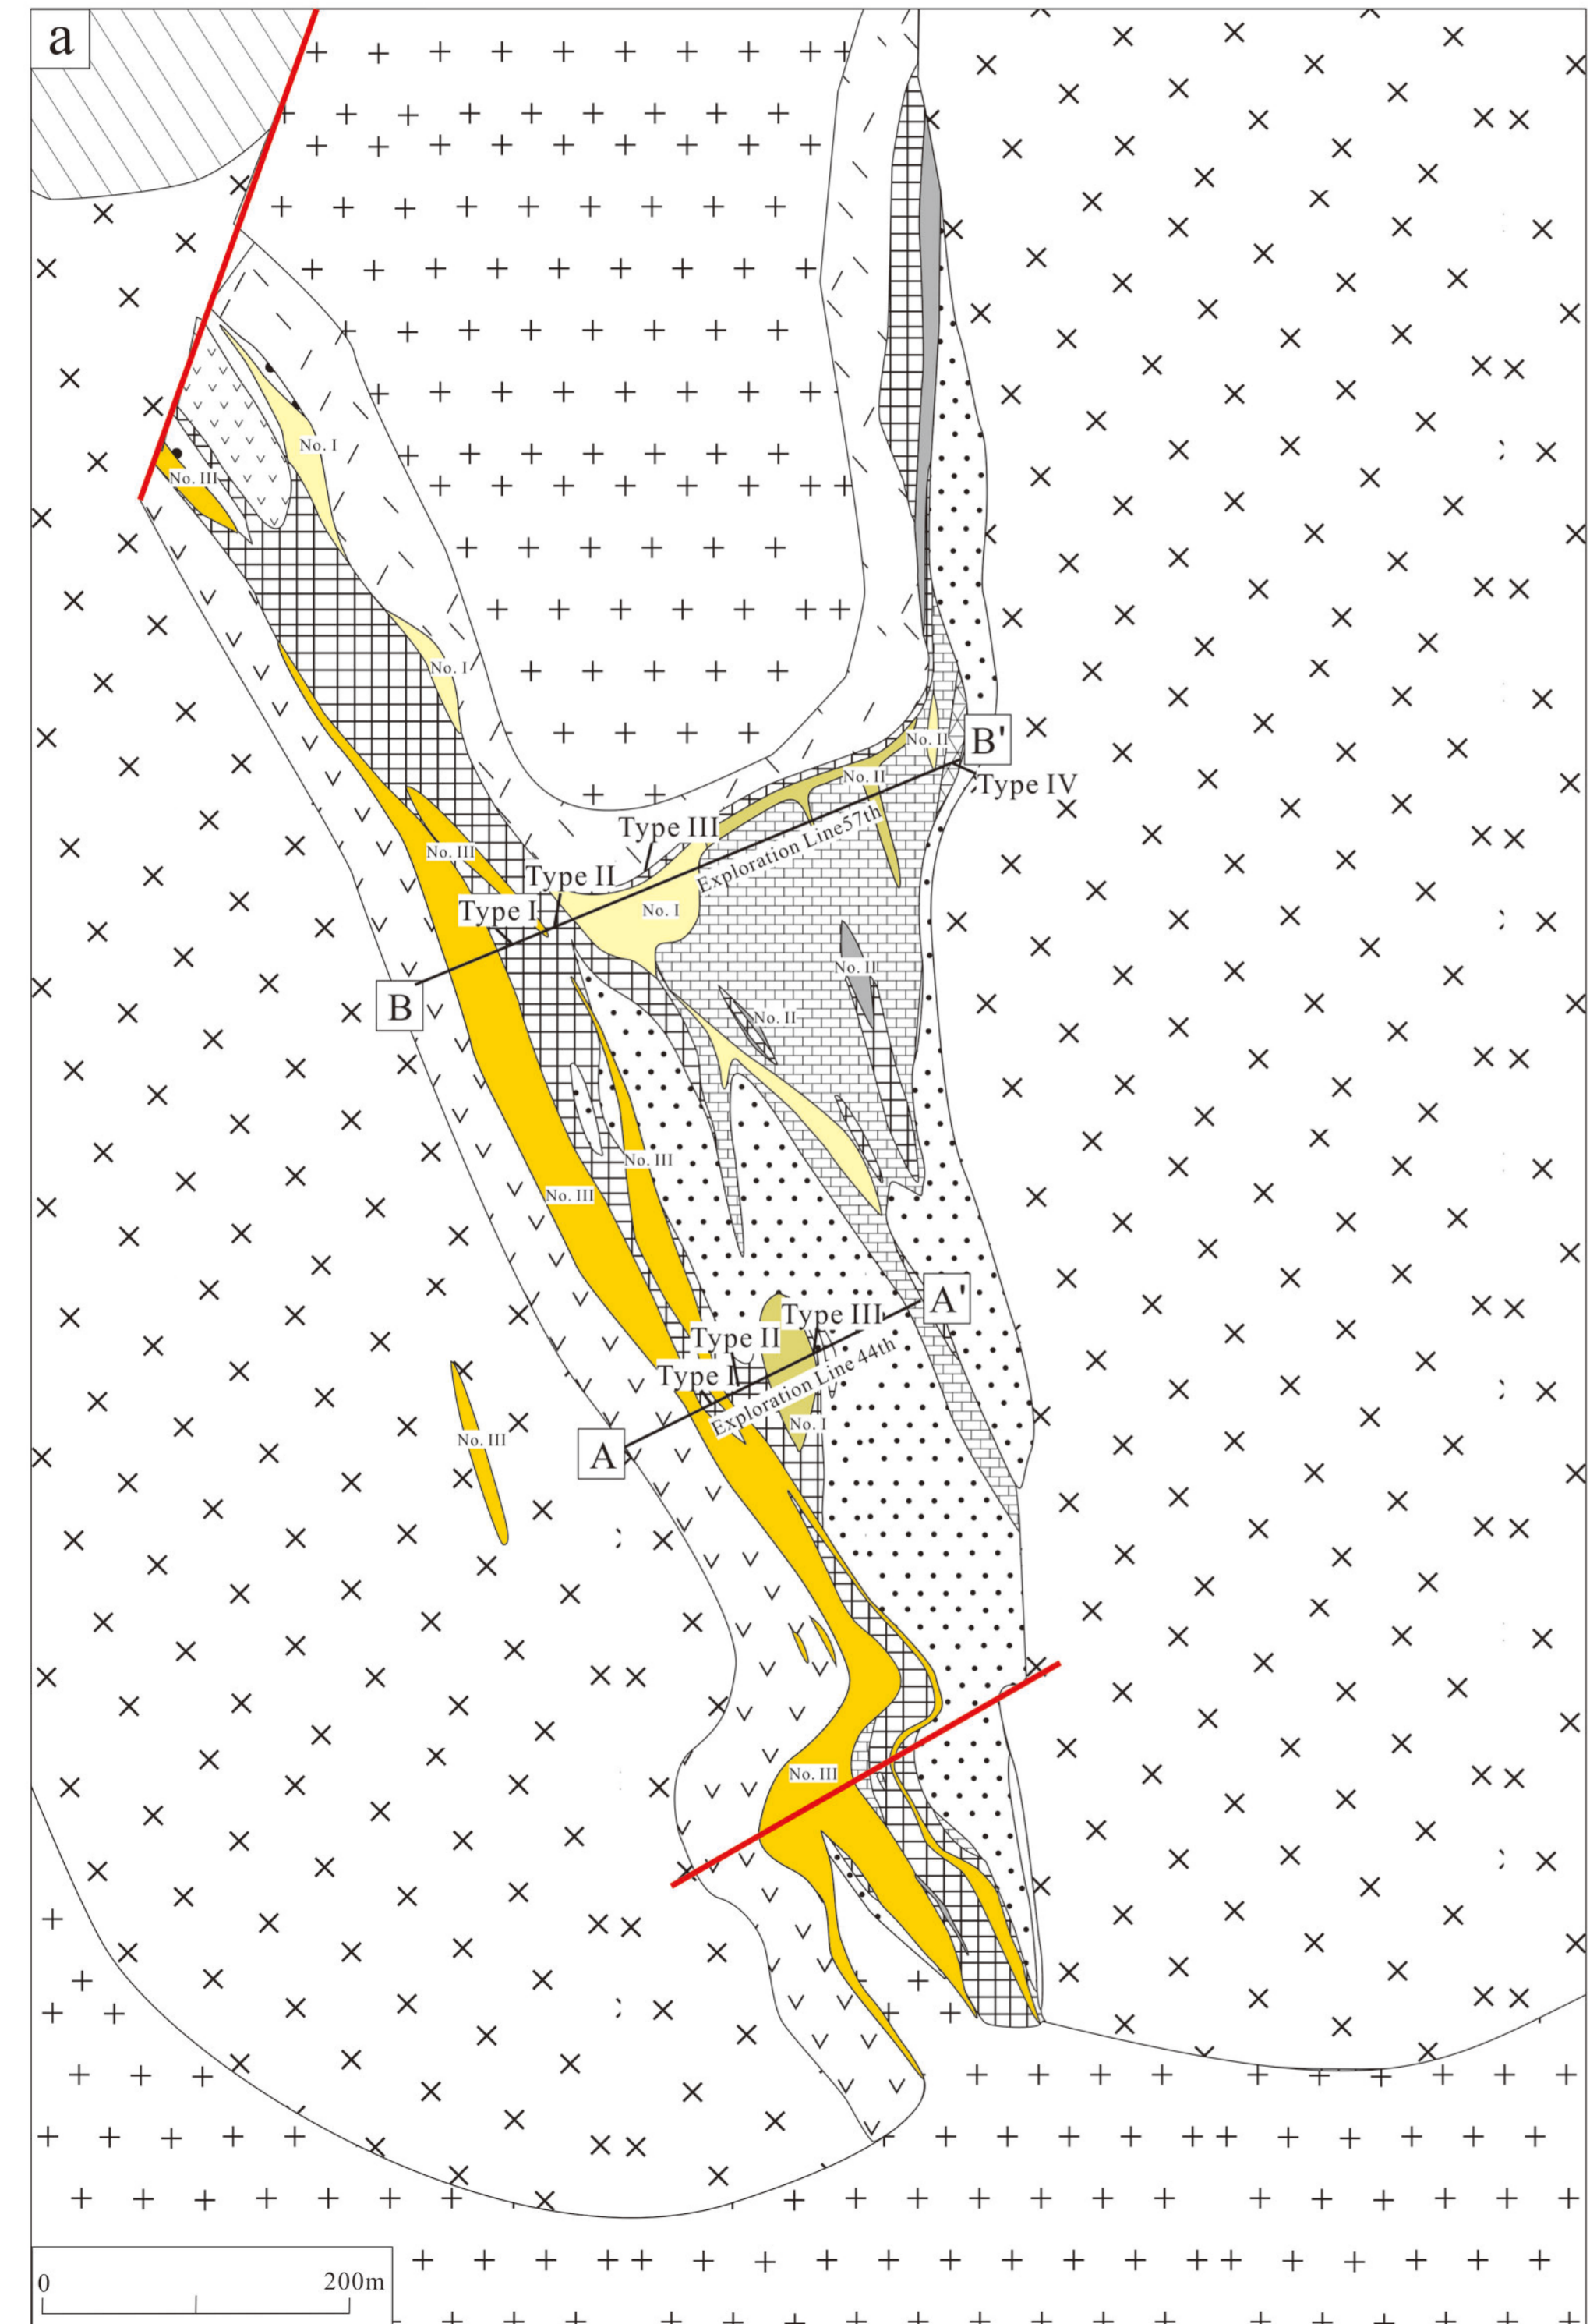 a
No. I
No. III
No. I
No. II
B'
No. II
Type IV
Type III
Exploration Line57th
No. III
Type II
Type I
No. I
No. II
B
No. II
No. III
No. III
A'
Type III
Type II
Type I
Exploration Line 44th
No. I
No. III
A
No. III
0
200m